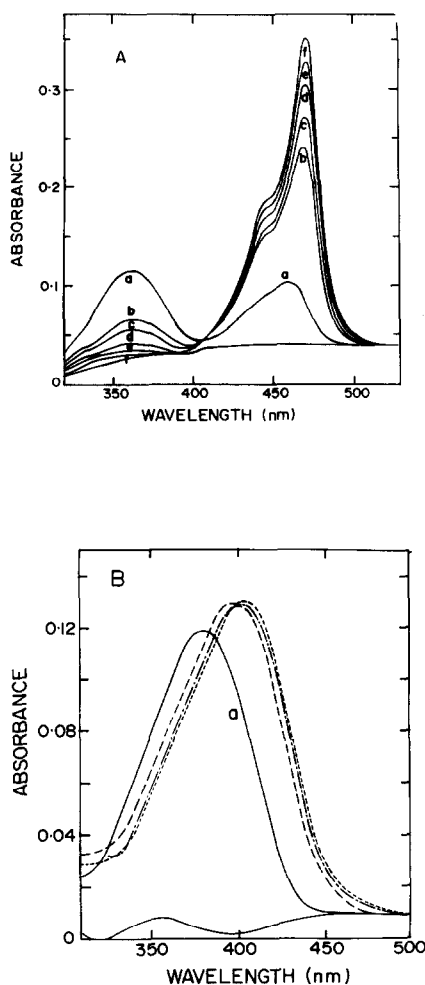 A
ABSORBANCE
0.3
0.2
0.1
0
f
e
d
c
b
a
a
b
c
d
e
f
350
400
450
500
WAVELENGTH (nm)
B
ABSORBANCE
0·12
0·08
0·04
0
a
350
400
450
500
WAVELENGTH (nm)